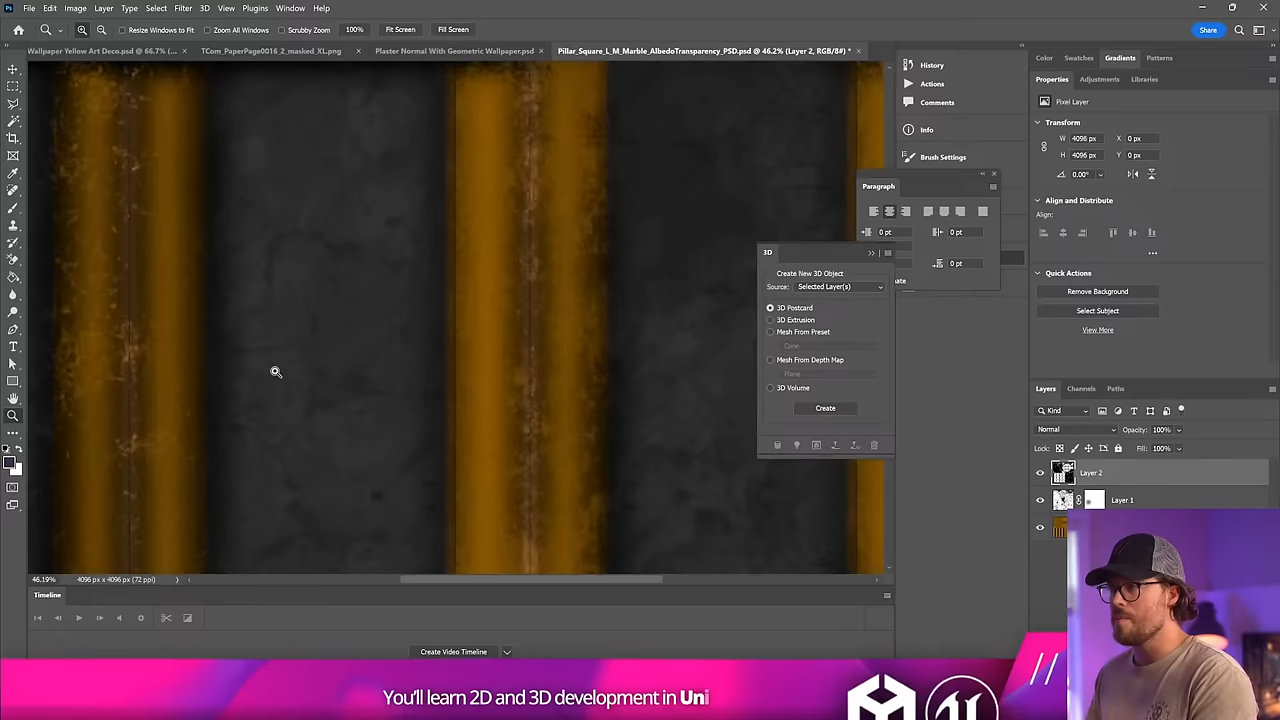 File Edit Image Layer Type Select Filter 3D View Plugins Window Help
Resize Windows to Fit Zoom All Windows Scrubby Zoom 100% Fit Screen Fill Screen Share
Wallpaper Yellow Art Deco.psd @ 66.7% (... × TCom_PaperPage0016_2_masked_XL.png × Plaster Normal With Geometric Wallpaper.psd × Pillar_Square_L_M_Marble_AlbedoTransparency_PSD.psd @ 46.2% (Layer 2, RGB/8#) * ×
History
Actions
Comments
Info
Brush Settings
Paragraph
0 pt 0 pt
0 pt
3D
Create New 3D Object
Source: Selected Layer(s)
3D Postcard
3D Extrusion
Mesh From Preset
Cone
Mesh From Depth Map
Plane
3D Volume
Create
Color Swatches Gradients Patterns
Properties Adjustments Libraries
Pixel Layer
Transform
W 4096 px X 0 px
H 4096 px Y 0 px
0.00°
Align and Distribute
Align:
Quick Actions
Remove Background
Select Subject
View More
Layers Channels Paths
Kind
Normal Opacity: 100%
Lock: Fill: 100%
Layer 2
Layer 1
46.19% 4096 px x 4096 px (72 ppi)
Timeline
Create Video Timeline
You'll learn 2D and 3D development in Uni
//